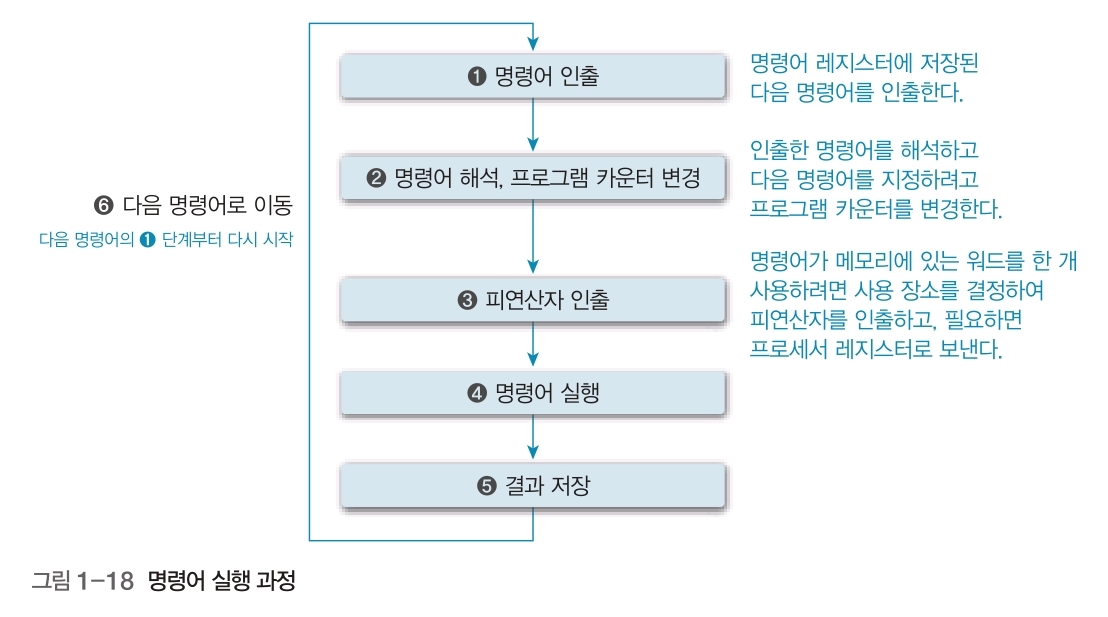 ❶ 명령어 인출
명령어 레지스터에 저장된
다음 명령어를 인출한다.
❷ 명령어 해석, 프로그램 카운터 변경
인출한 명령어를 해석하고
다음 명령어를 지정하려고
프로그램 카운터를 변경한다.
❻ 다음 명령어로 이동
다음 명령어의 ❶ 단계부터 다시 시작
❸ 피연산자 인출
명령어가 메모리에 있는 워드를 한 개
사용하려면 사용 장소를 결정하여
피연산자를 인출하고, 필요하면
프로세서 레지스터로 보낸다.
❹ 명령어 실행
❺ 결과 저장
그림 1-18 명령어 실행 과정